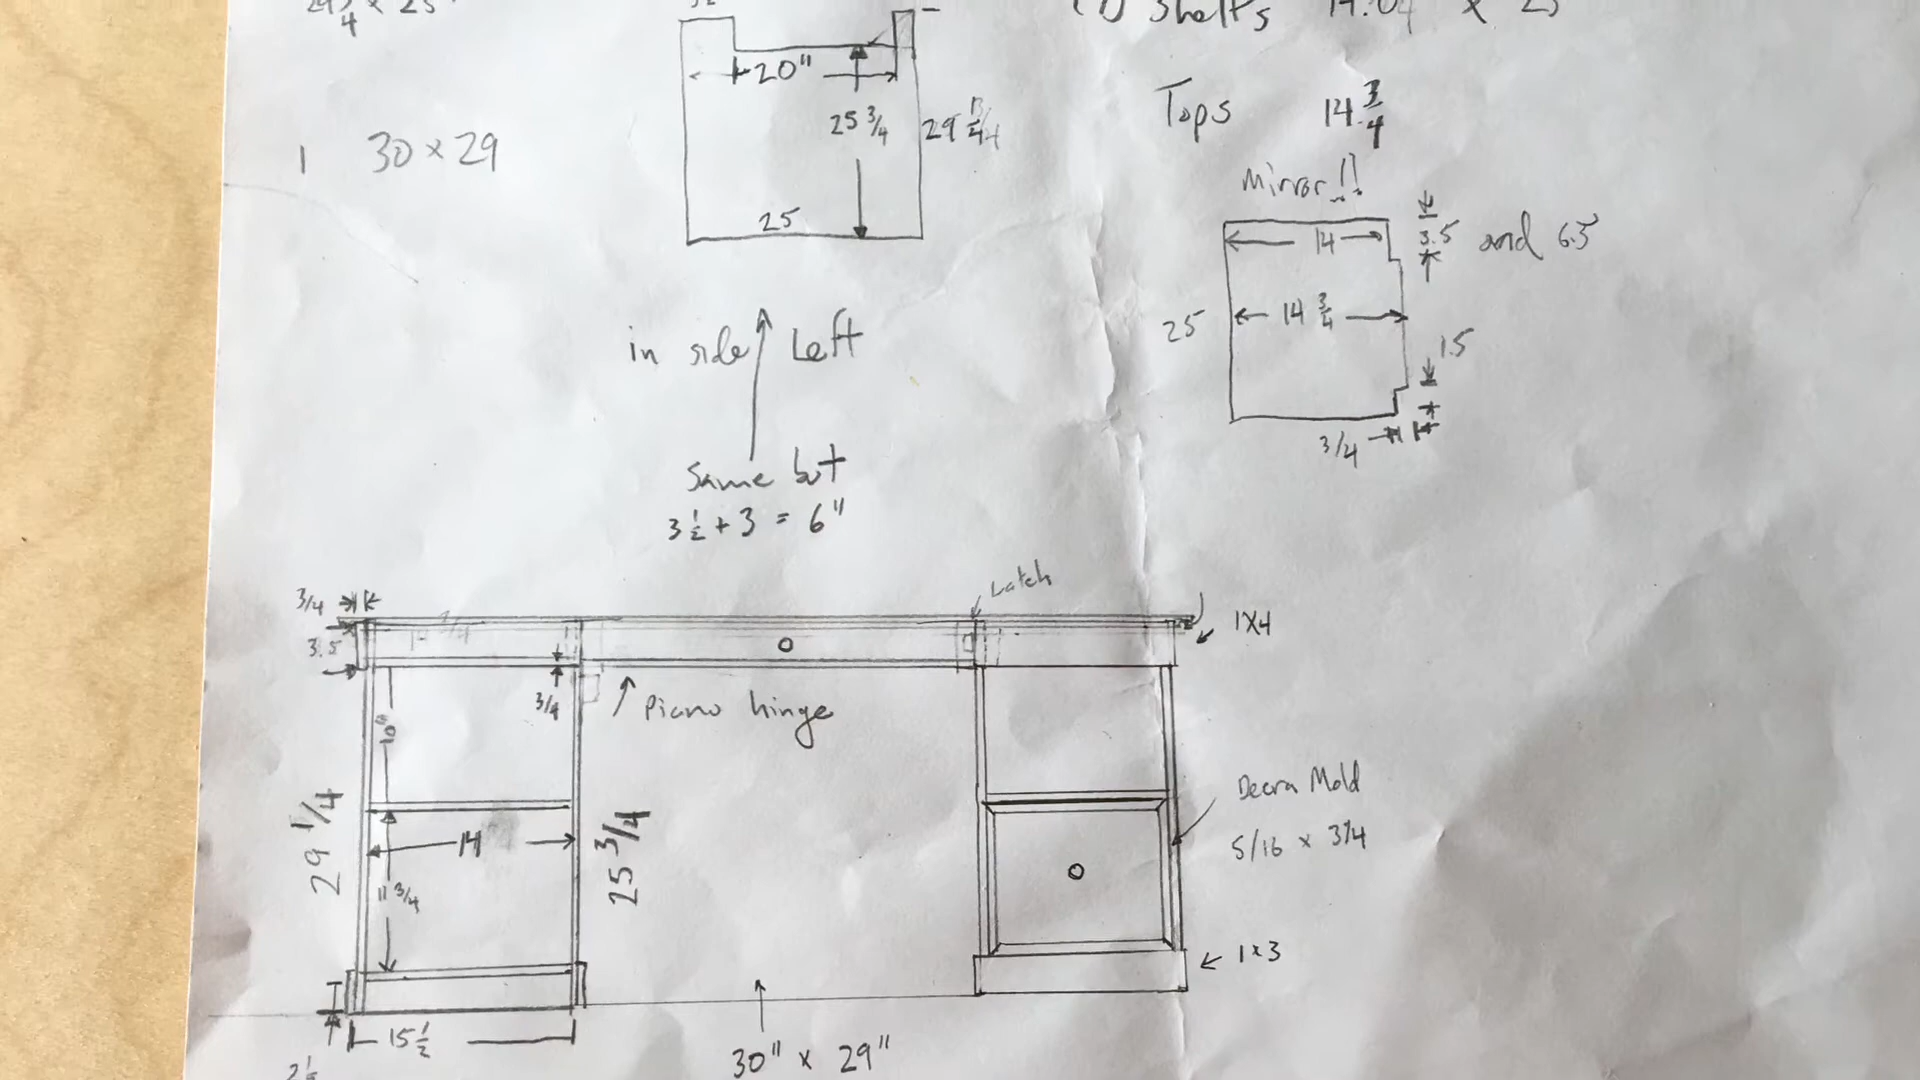 (1) Shelfs
Tops 14 3/4
20"
25 3/4
1 30 x 29
25
Mirror!!
14
3.5 and 6.5
14 3/4
25
1.5
3/4
in side Left
Same but
3 1/2 + 3 = 6"
Latch
3/4
3.5
1X4
3/4
Piano hinge
10"
29 1/4
14
25 3/4
11 3/4
Decra Mold
5/16 x 3/4
1x3
15 1/2
30" x 29"